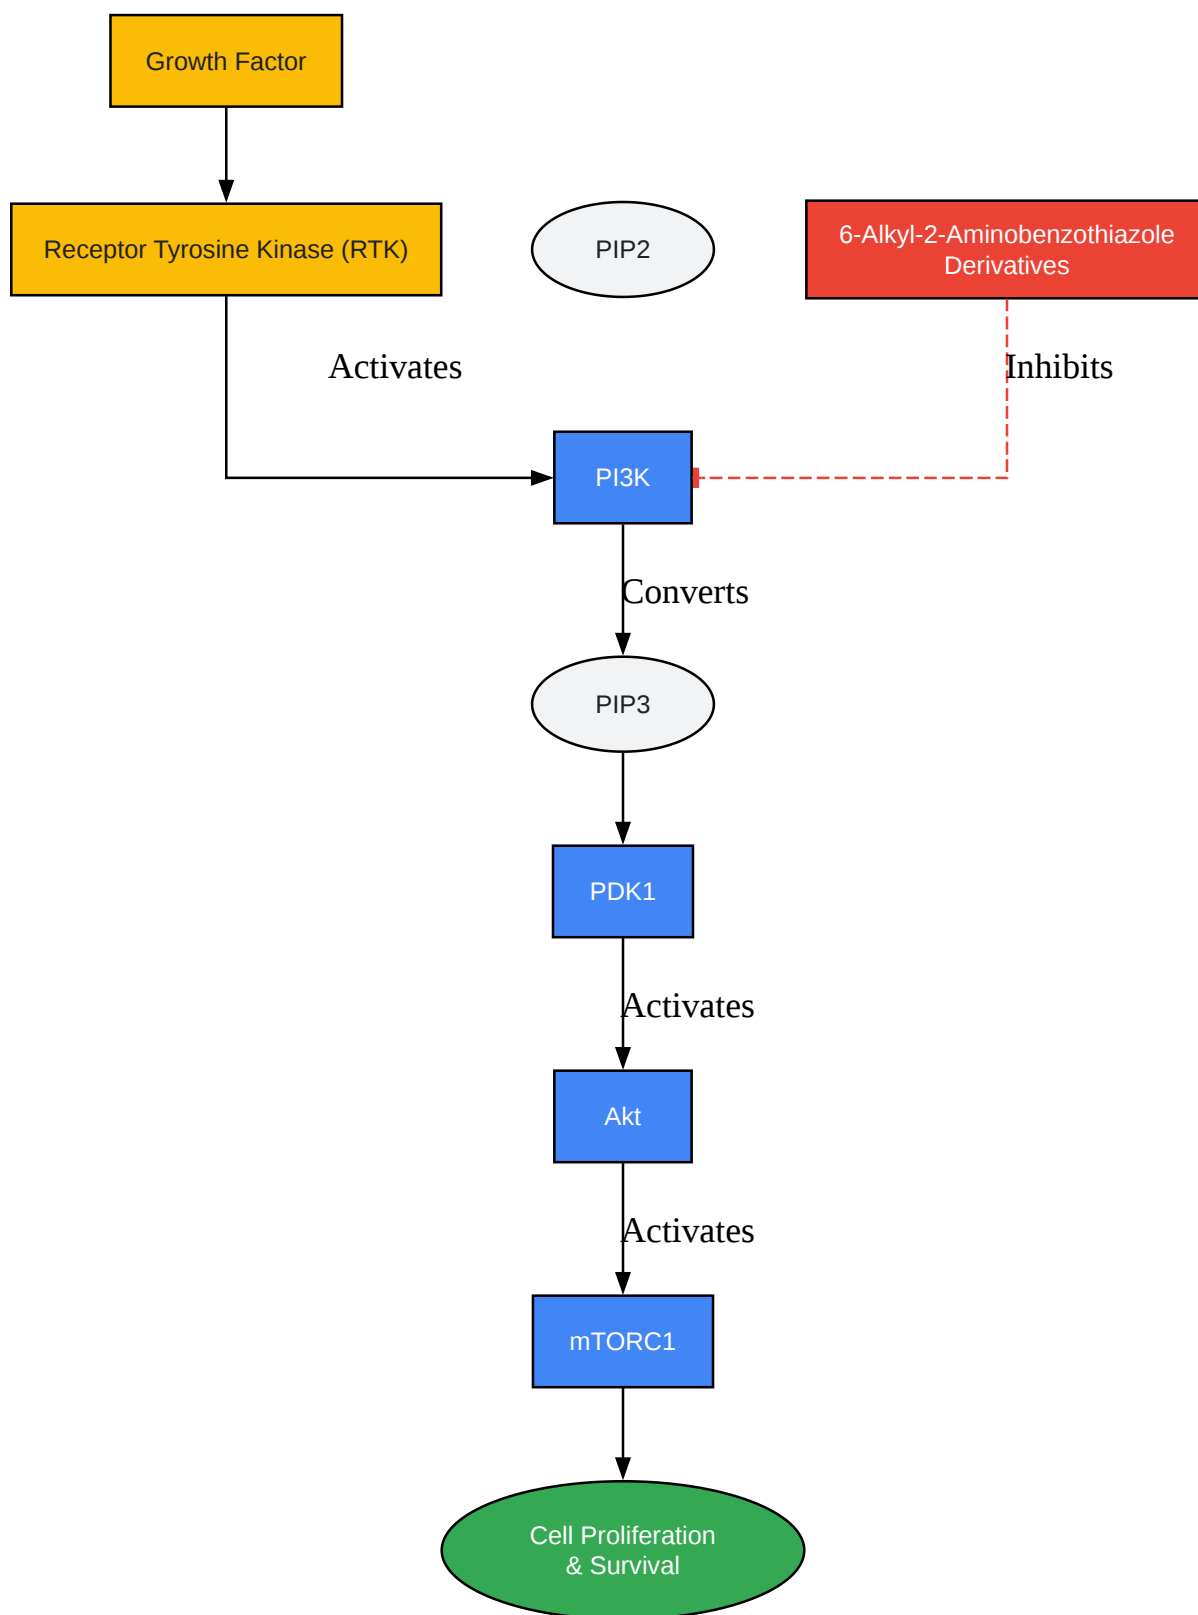 Growth Factor
Receptor Tyrosine Kinase (RTK)
PIP2
6-Alkyl-2-Aminobenzothiazole
Derivatives
Activates
Inhibits
PI3K
Converts
PIP3
PDK1
Activates
Akt
Activates
mTORC1
Cell Proliferation
& Survival